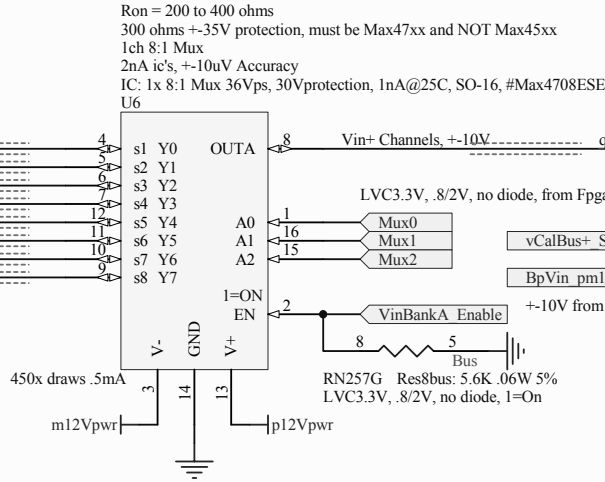 Ron = 200 to 400 ohms
300 ohms +-35V protection, must be Max47xx and NOT Max45xx
1ch 8:1 Mux
2nA ic's, +-10uV Accuracy
IC: 1x 8:1 Mux 36Vps, 30Vprotection, 1nA@25C, SO-16, #Max4708ESE
U6
4 s1 Y0 OUTA 8 Vin+ Channels, +-10V
5 s2 Y1
6 s3 Y2
7 s4 Y3
LVC3.3V, .8/2V, no diode, from Fpga
12 s5 Y4 A0 1 Mux0
11 s6 Y5 A1 16 Mux1 vCalBus+_S
10 s7 Y6 A2 15 Mux2
9 s8 Y7 BpVin_pm1
1=ON
EN 2 VinBankA_Enable +-10V from
V- GND V+
8 5
Bus
450x draws .5mA 3 14 13
RN257G Res8bus: 5.6K .06W 5%
LVC3.3V, .8/2V, no diode, 1=On
m12Vpwr p12Vpwr